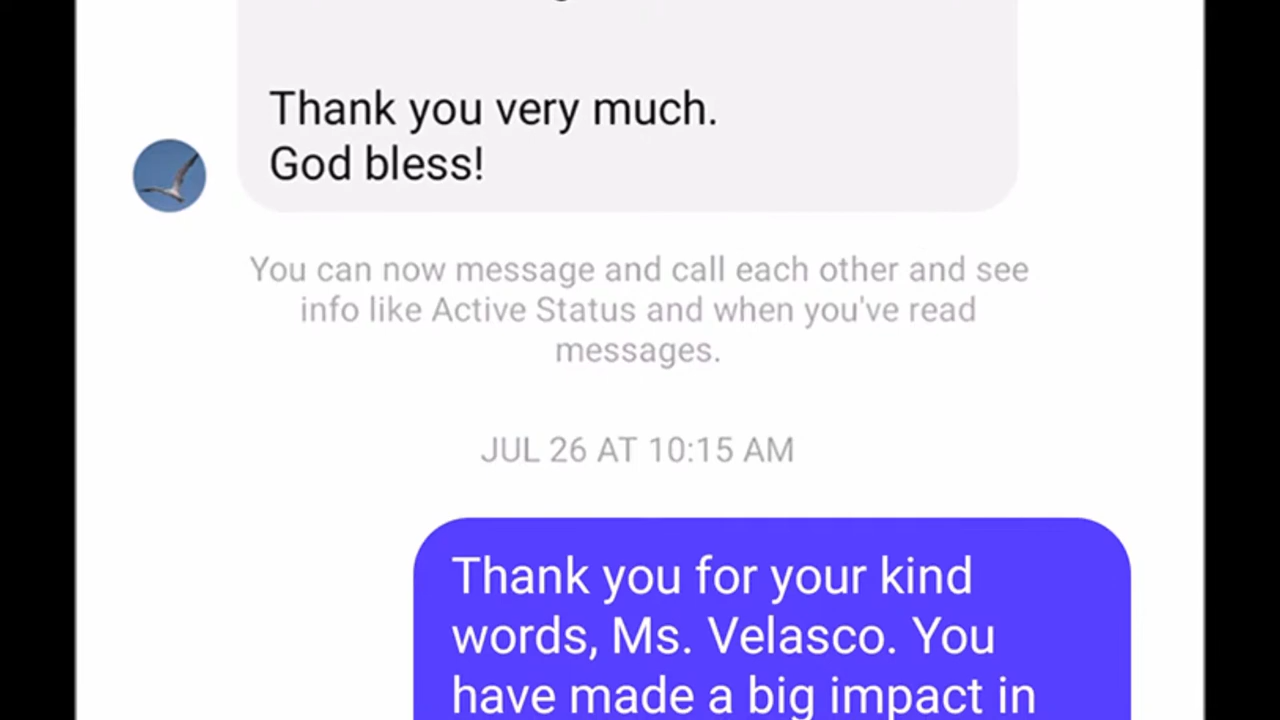 Thank you very much.
God bless!
You can now message and call each other and see
info like Active Status and when you've read
messages.
JUL 26 AT 10:15 AM
Thank you for your kind
words, Ms. Velasco. You
have made a big impact in